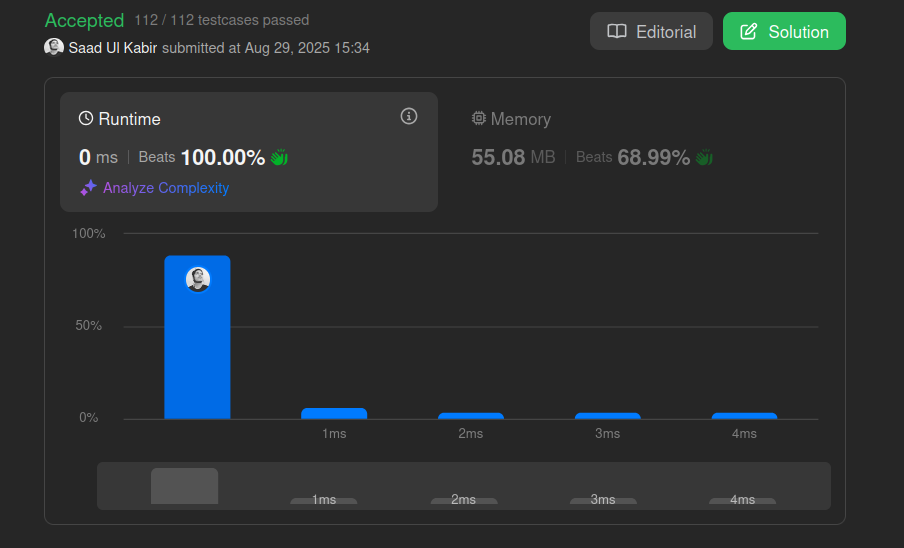 Accepted 112 / 112 testcases passed
Editorial
Solution
Saad Ul Kabir submitted at Aug 29, 2025 15:34
Runtime
Memory
0 ms | Beats 100.00%
55.08 MB | Beats 68.99%
Analyze Complexity
100%
50%
0%
1ms 2ms 3ms 4ms
1ms 2ms 3ms 4ms